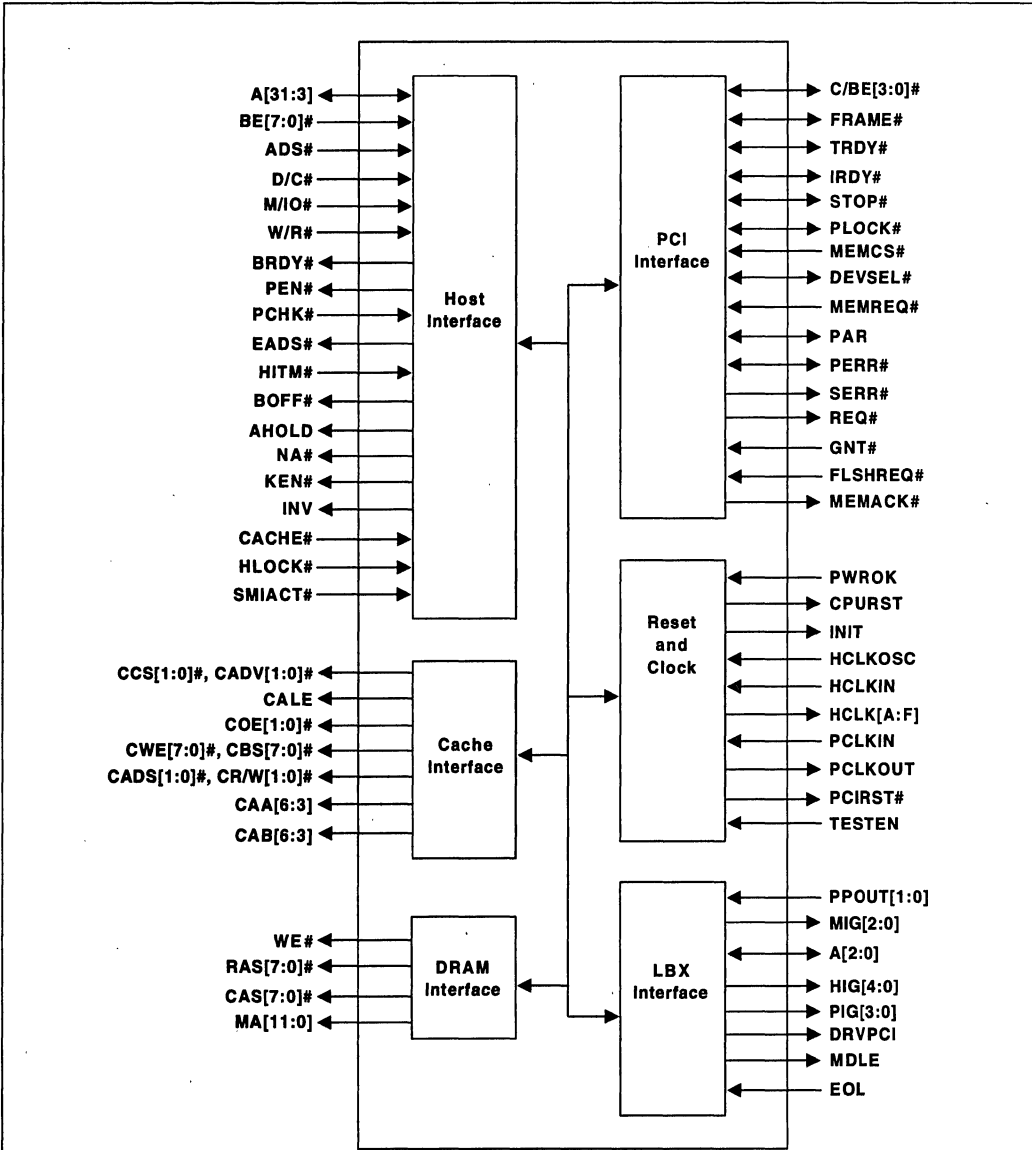 A[31:3]
BE[7:0]#
ADS#
D/C#
M/IO#
W/R#
BRDY#
PEN#
PCHK#
EADS#
HITM#
BOFF#
AHOLD
NA#
KEN#
INV
CACHE#
HLOCK#
SMIACT#
Host
Interface
CCS[1:0]#, CADV[1:0]#
CALE
COE[1:0]#
CWE[7:0]#, CBS[7:0]#
CADS[1:0]#, CR/W[1:0]#
CAA[6:3]
CAB[6:3]
Cache
Interface
WE#
RAS[7:0]#
CAS[7:0]#
MA[11:0]
DRAM
Interface
PCI
Interface
C/BE[3:0]#
FRAME#
TRDY#
IRDY#
STOP#
PLOCK#
MEMCS#
DEVSEL#
MEMREQ#
PAR
PERR#
SERR#
REQ#
GNT#
FLSHREQ#
MEMACK#
Reset
and
Clock
PWROK
CPURST
INIT
HCLKOSC
HCLKIN
HCLK[A:F]
PCLKIN
PCLKOUT
PCIRST#
TESTEN
LBX
Interface
PPOUT[1:0]
MIG[2:0]
A[2:0]
HIG[4:0]
PIG[3:0]
DRVPCI
MDLE
EOL